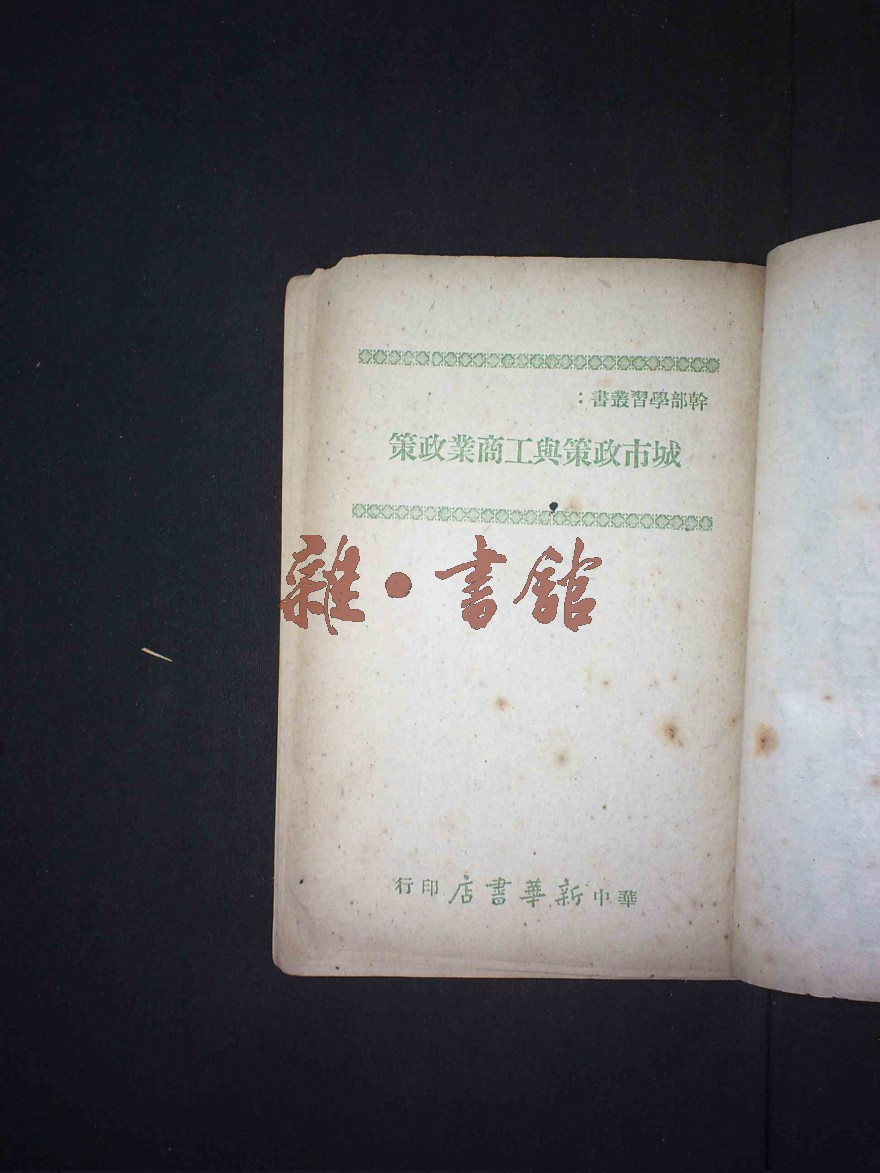 幹部學習叢書：
城市政策與工商業政策
雜·書館
華中新華書店印行